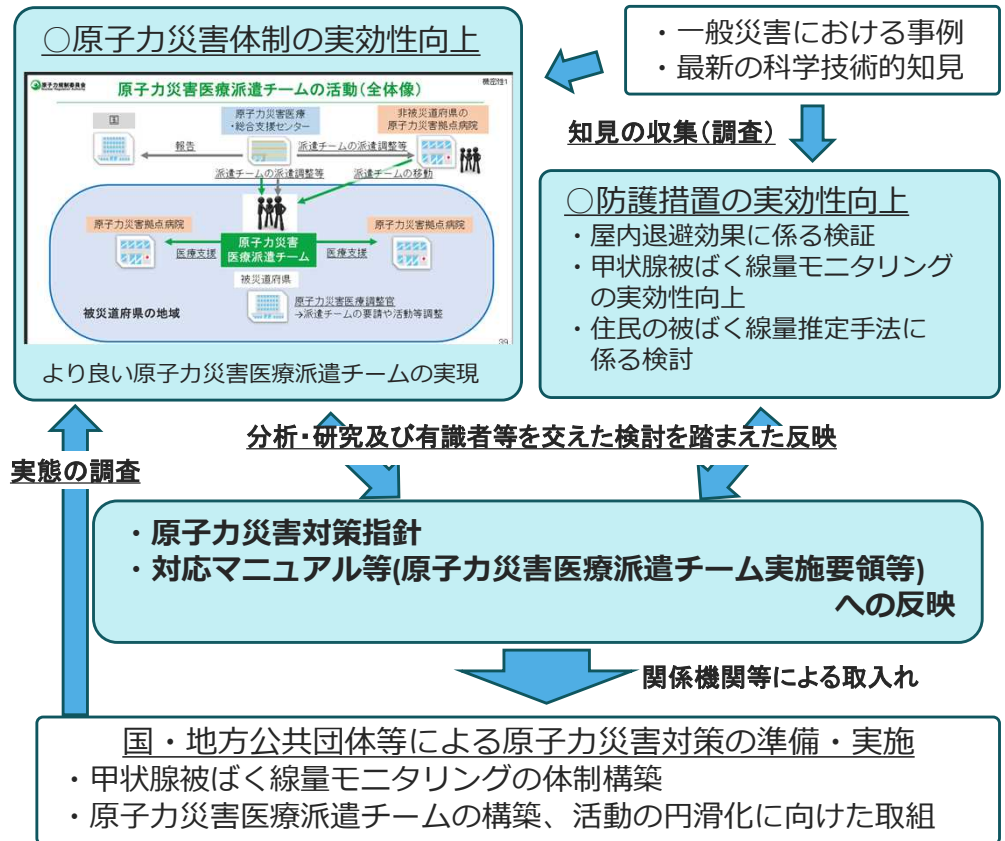 ○原子力災害体制の実効性向上
原子力規制委員会
機密性1
原子力災害医療派遣チームの活動(全体像)
国
原子力災害医療
・総合支援センター
非被災道府県の
原子力災害拠点病院
報告
派遣チームの派遣調整等
派遣チームの派遣調整等
派遣チームの移動
原子力災害拠点病院
原子力災害拠点病院
医療支援
原子力災害
医療派遣チーム
医療支援
被災道府県
原子力災害医療調整官
→派遣チームの要請や活動等調整
被災道府県の地域
39
より良い原子力災害医療派遣チームの実現
・一般災害における事例
・最新の科学技術的知見
知見の収集(調査)
○防護措置の実効性向上
・屋内退避効果に係る検証
・甲状腺被ばく線量モニタリング
の実効性向上
・住民の被ばく線量推定手法に
係る検討
分析・研究及び有識者等を交えた検討を踏まえた反映
実態の調査
・原子力災害対策指針
・対応マニュアル等(原子力災害医療派遣チーム実施要領等)
への反映
関係機関等による取入れ
国・地方公共団体等による原子力災害対策の準備・実施
・甲状腺被ばく線量モニタリングの体制構築
・原子力災害医療派遣チームの構築、活動の円滑化に向けた取組